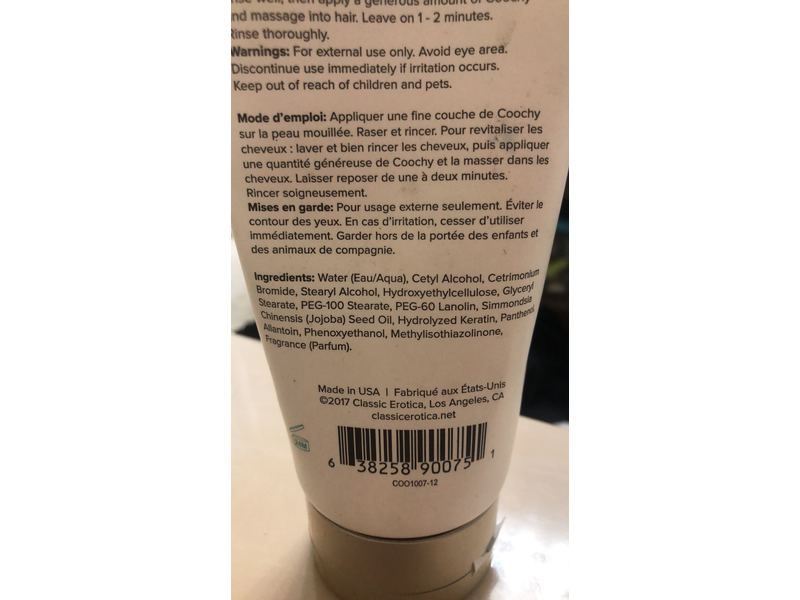 rinse well, then apply a generous amount of Coochy
and massage into hair. Leave on 1 - 2 minutes.
Rinse thoroughly.
Warnings: For external use only. Avoid eye area.
Discontinue use immediately if irritation occurs.
Keep out of reach of children and pets.
Mode d'emploi: Appliquer une fine couche de Coochy
sur la peau mouillée. Raser et rincer. Pour revitaliser les
cheveux : laver et bien rincer les cheveux, puis appliquer
une quantité généreuse de Coochy et la masser dans les
cheveux. Laisser reposer de une à deux minutes.
Rincer soigneusement.
Mises en garde: Pour usage externe seulement. Éviter le
contour des yeux. En cas d'irritation, cesser d'utiliser
immédiatement. Garder hors de la portée des enfants et
des animaux de compagnie.
Ingredients: Water (Eau/Aqua), Cetyl Alcohol, Cetrimonium
Bromide, Stearyl Alcohol, Hydroxyethylcellulose, Glyceryl
Stearate, PEG-100 Stearate, PEG-60 Lanolin, Simmondsia
Chinensis (Jojoba) Seed Oil, Hydrolyzed Keratin, Panthenol,
Allantoin, Phenoxyethanol, Methylisothiazolinone,
Fragrance (Parfum).
Made in USA | Fabriqué aux États-Unis
©2017 Classic Erotica, Los Angeles, CA
classicerotica.net
24M
6 38258 90075 1
COO1007-12